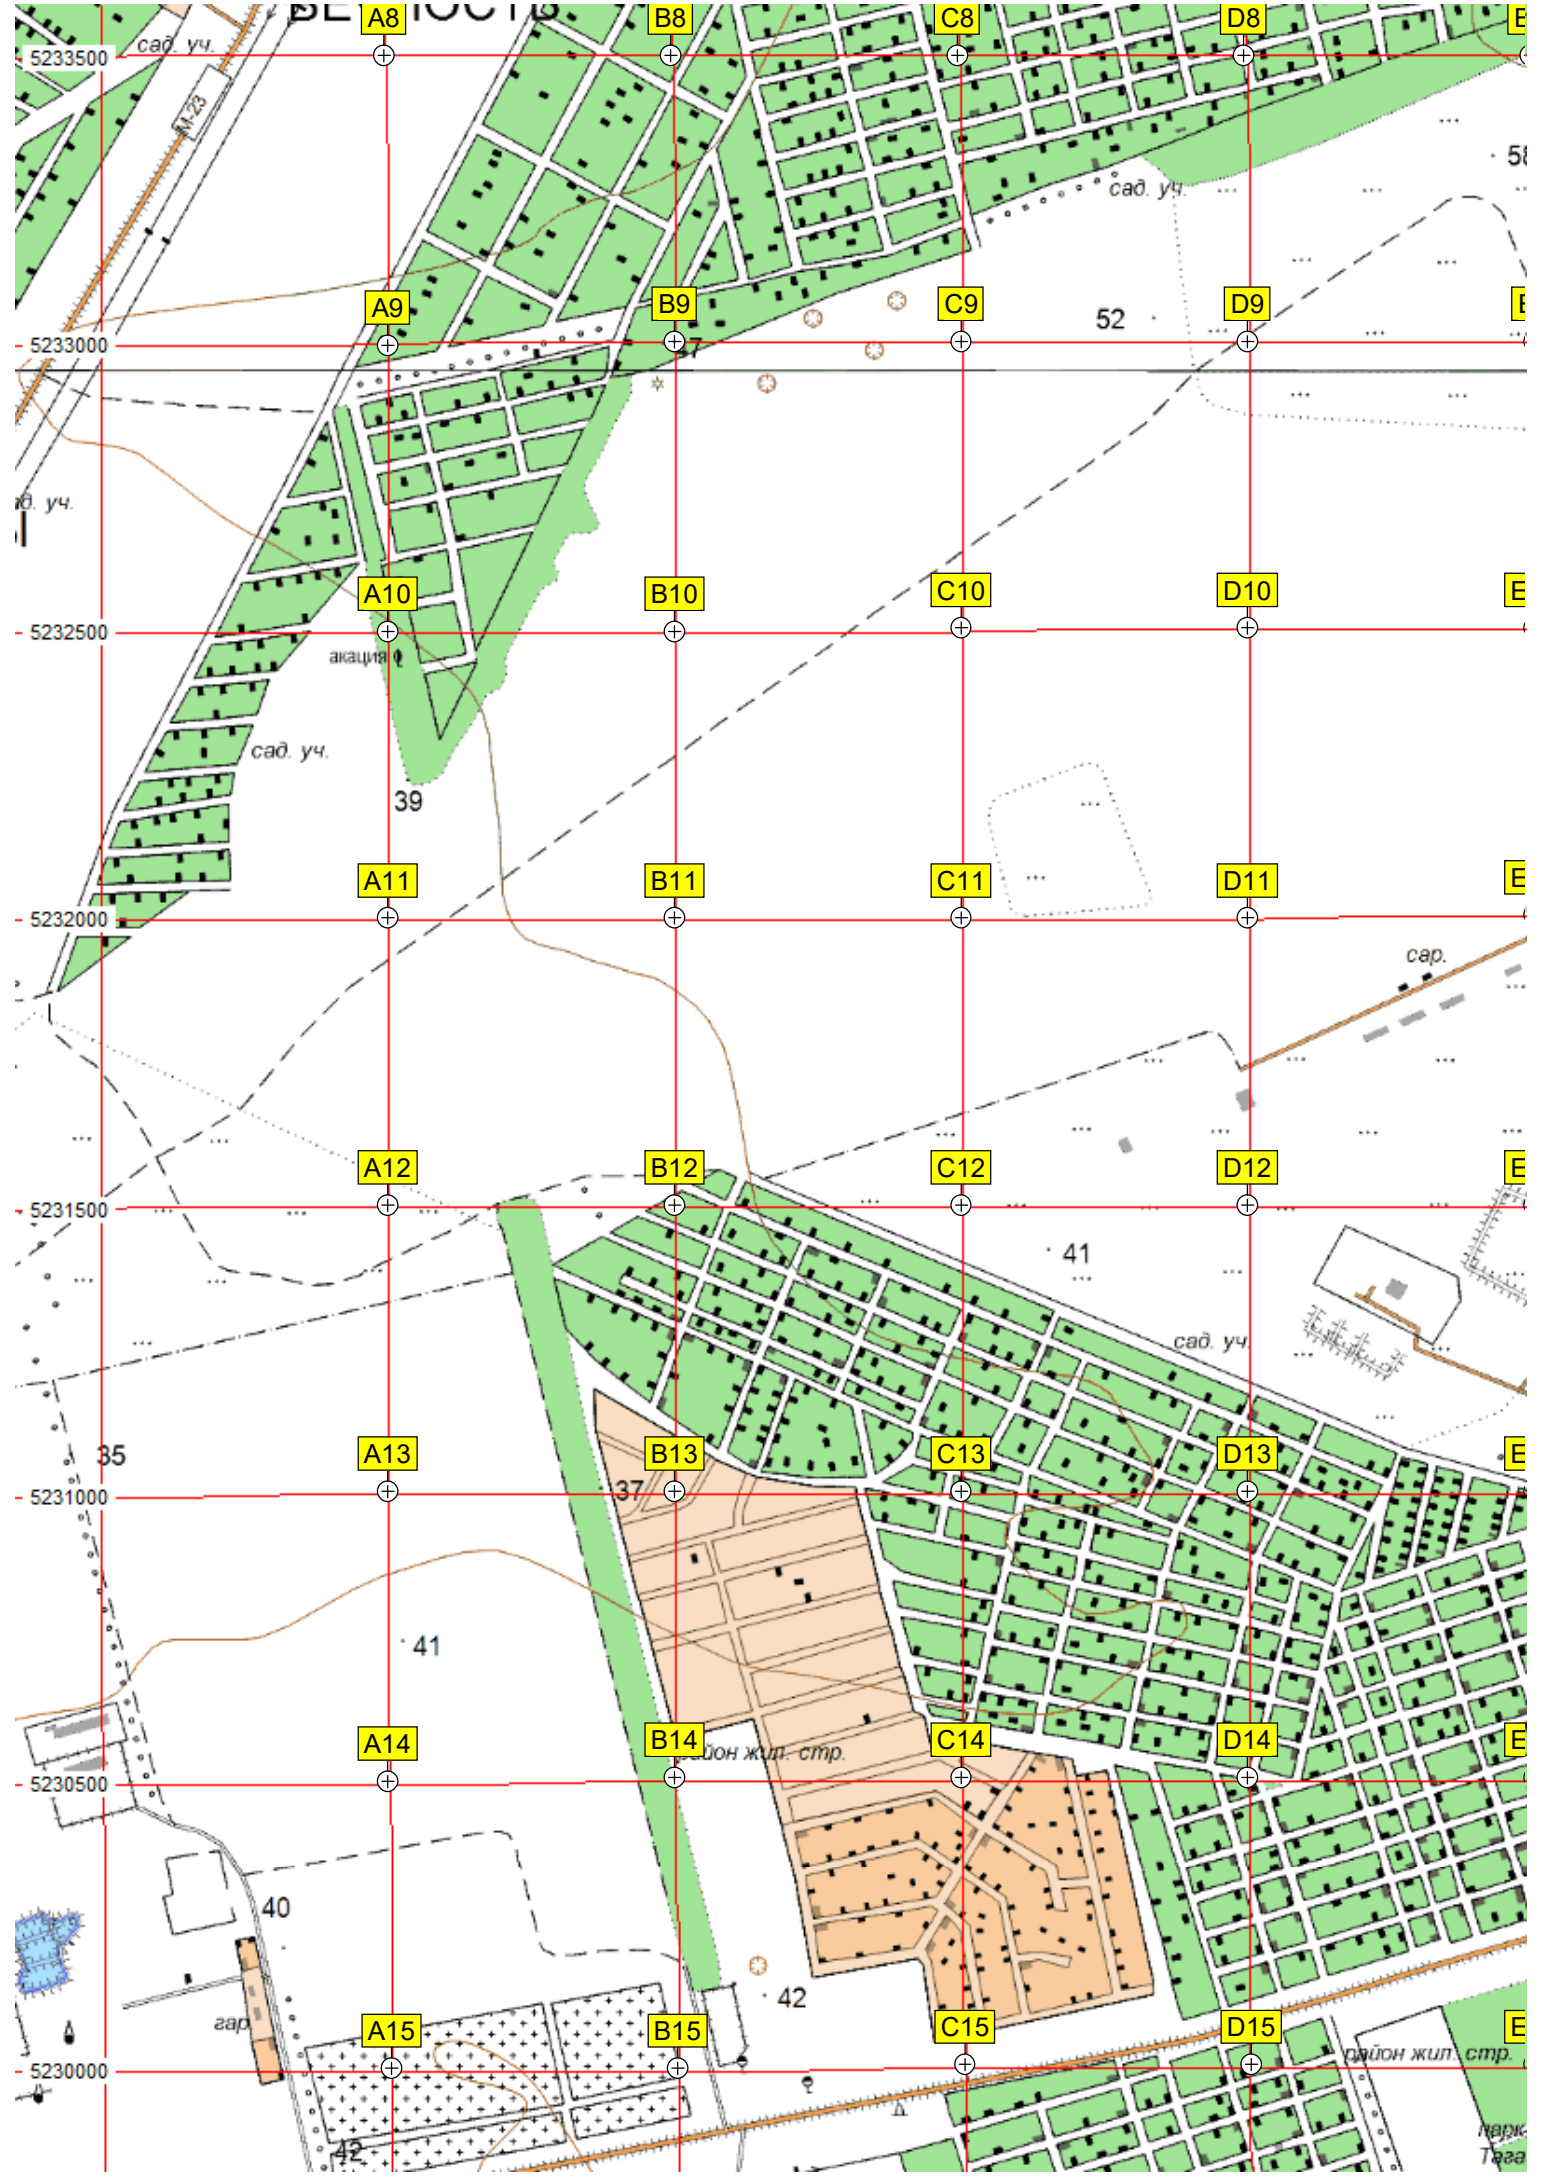 A8
B8
C8
D8
E
5233500
сад. уч.
М-23
58
сад. уч.
A9
B9
C9
D9
E
52
5233000
сад. уч.
A10
B10
C10
D10
E
5232500
акация
сад. уч.
39
A11
B11
C11
D11
E
5232000
сар.
A12
B12
C12
D12
E
5231500
41
сад. уч.
A13
B13
C13
D13
E
35
37
5231000
41
A14
B14
C14
D14
E
район жил. стр.
5230500
40
42
гар.
A15
B15
C15
D15
E
район жил. стр.
5230000
парк
42